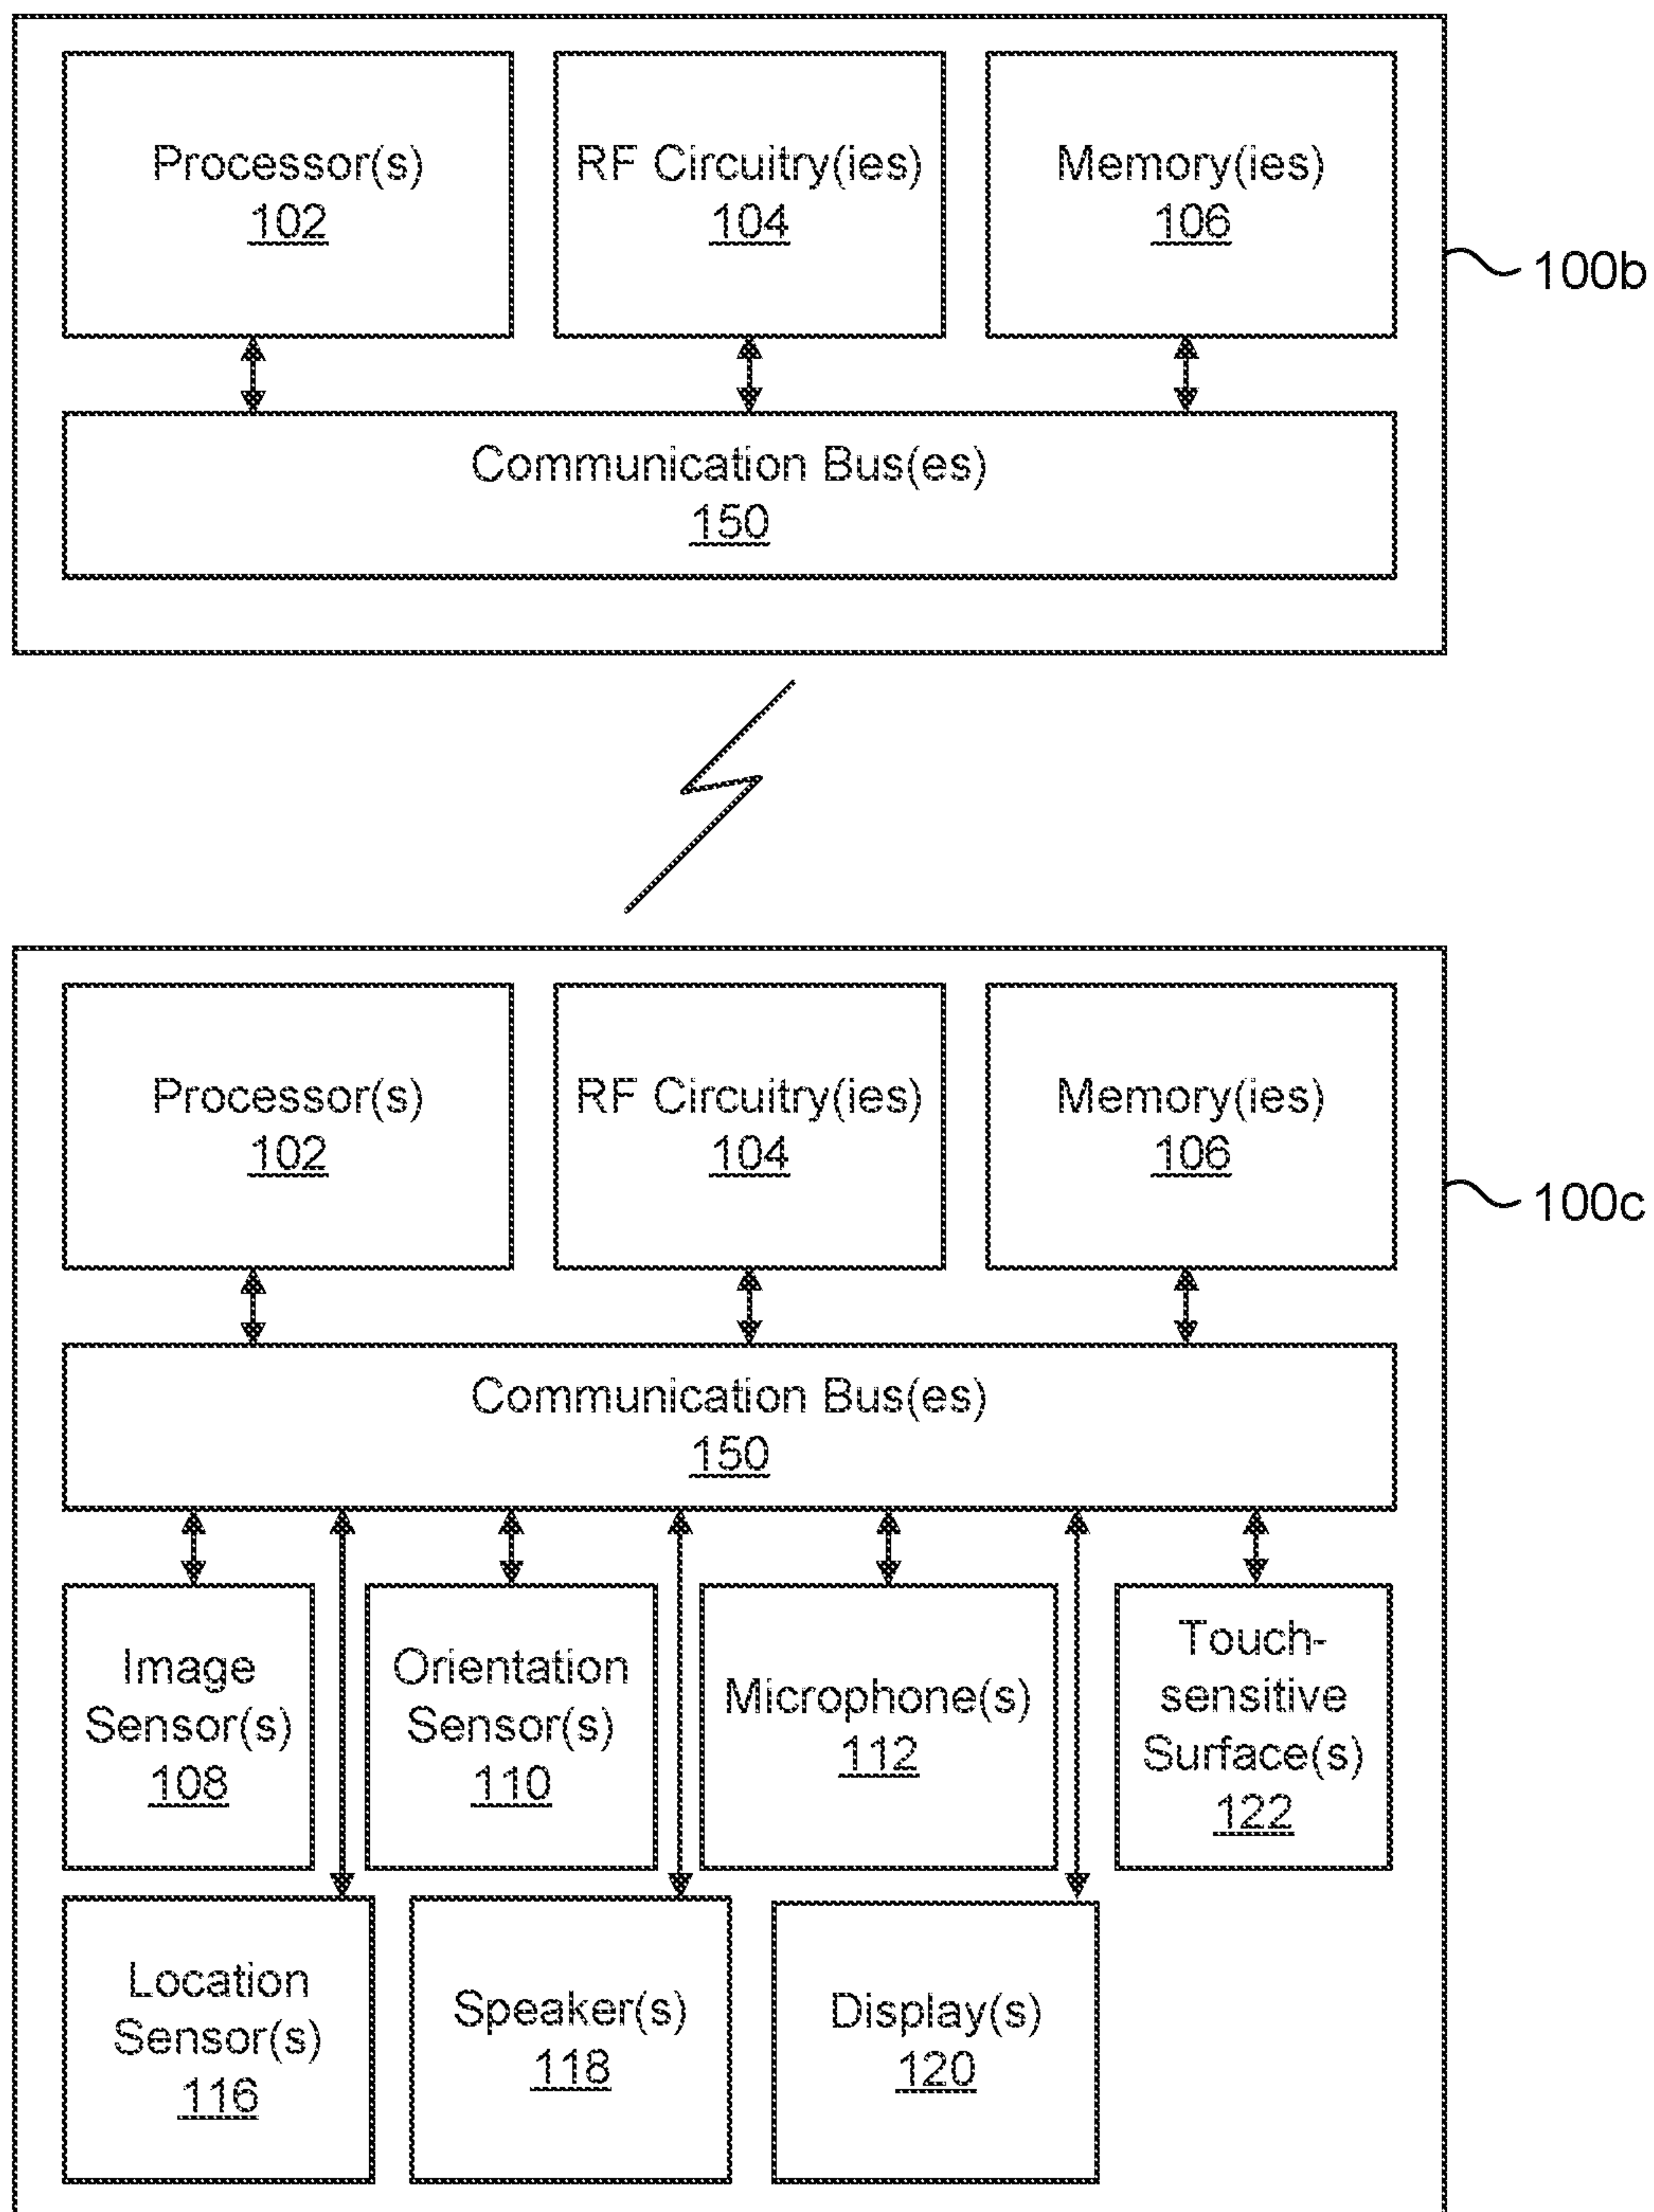 Processor(s)
102
RF Circuitry(ies)
104
Memory(ies)
106
100b
Communication Bus(es)
150
Processor(s)
102
RF Circuitry(ies)
104
Memory(ies)
106
100c
Communication Bus(es)
150
Image
Sensor(s)
108
Orientation
Sensor(s)
110
Microphone(s)
112
Touch-
sensitive
Surface(s)
122
Location
Sensor(s)
116
Speaker(s)
118
Display(s)
120